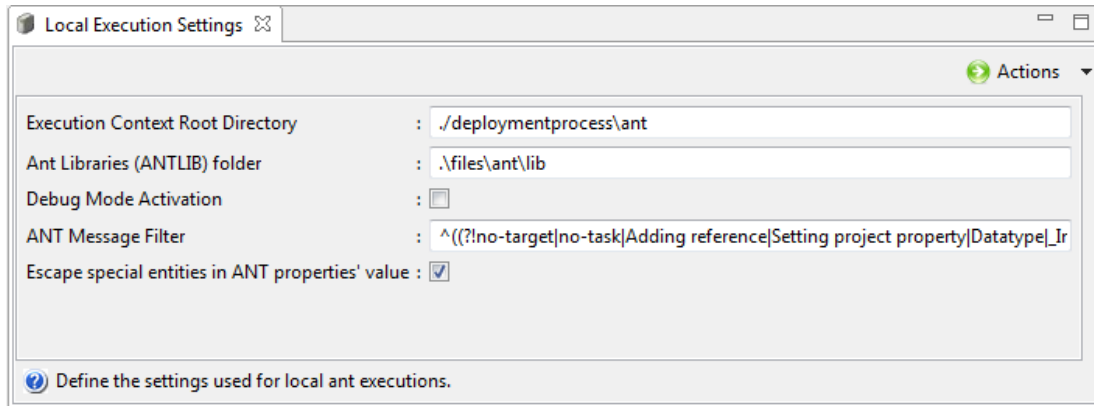 Local Execution Settings
Actions
Execution Context Root Directory : ./deploymentprocess\ant
Ant Libraries (ANTLIB) folder : .\files\ant\lib
Debug Mode Activation :
ANT Message Filter : ^((?!no-target|no-task|Adding reference|Setting project property|Datatype|_Ir
Escape special entities in ANT properties' value :
Define the settings used for local ant executions.